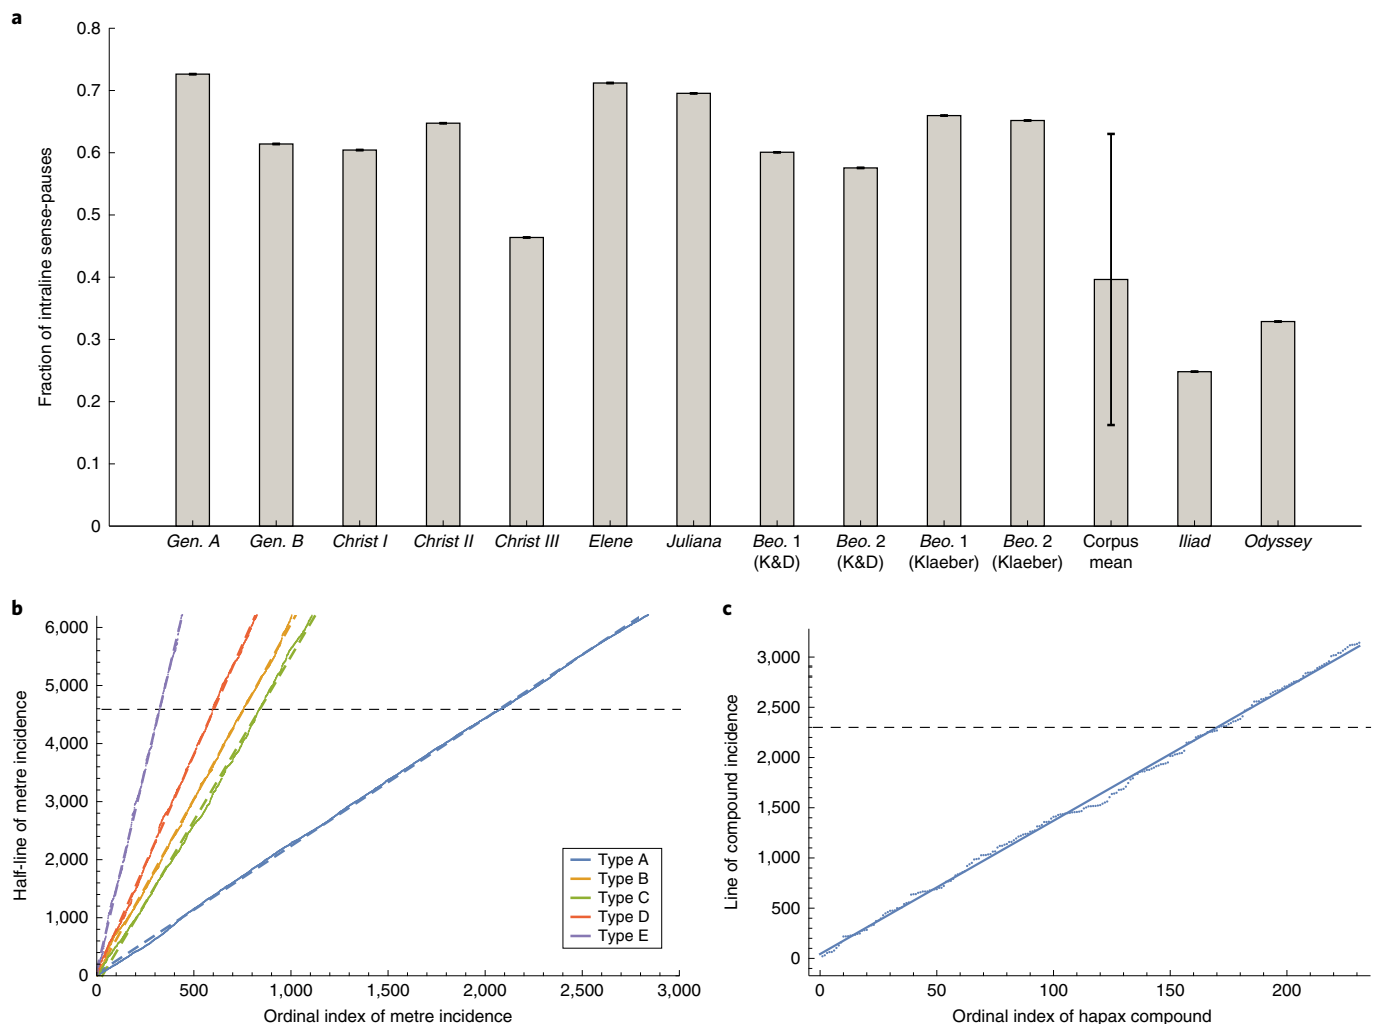 a
Fraction of intraline sense-pauses
0.8
0.7
0.6
0.5
0.4
0.3
0.2
0.1
0
Gen. A
Gen. B
Christ I
Christ II
Christ III
Elene
Juliana
Beo. 1
(K&D)
Beo. 2
(K&D)
Beo. 1
(Klaeber)
Beo. 2
(Klaeber)
Corpus
mean
Iliad
Odyssey
b
Half-line of metre incidence
6,000
5,000
4,000
3,000
2,000
1,000
0
0
500
1,000
1,500
2,000
2,500
3,000
Ordinal index of metre incidence
Type A
Type B
Type C
Type D
Type E
c
Line of compound incidence
3,000
2,500
2,000
1,500
1,000
500
0
0
50
100
150
200
Ordinal index of hapax compound